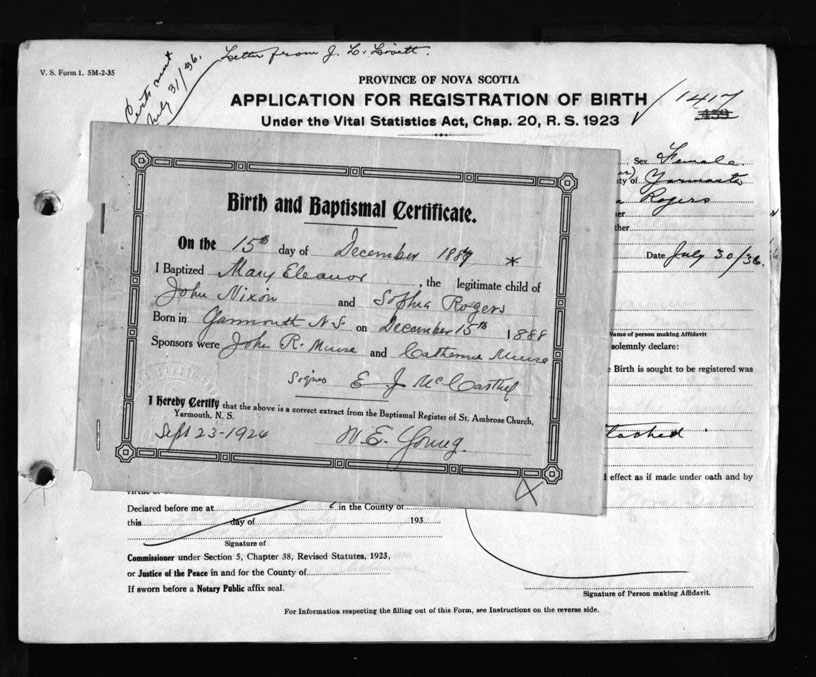 V. S. Form 1. 5M-2-35
Letter from J. L.
July 31/36.
PROVINCE OF NOVA SCOTIA
APPLICATION FOR REGISTRATION OF BIRTH
1417
Under the Vital Statistics Act, Chap. 20, R. S. 1923
Sex Female
ty of Yarmouth
Rogers
Date July 30/36.
Birth and Baptismal Certificate.
On the 15th day of December 1889 *
I Baptized Mary Eleanor, the legitimate child of
John Nixon and Sophia Rogers
Born in Yarmouth N.S. on December 15th 1888
Sponsors were John R. Muise and Catherine Muise
Signed E J McCarthy
I Hereby Certify that the above is a correct extract from the Baptismal Register of St. Ambrose Church,
Yarmouth, N. S.
Sept 23-1926 W. E. Young.
Name of person making Affidavit
solemnly declare:
Birth is sought to be registered was
tached
effect as if made under oath and by
virtue of
Declared before me at in the County of
this day of 193
Signature of
Commissioner under Section 5, Chapter 38, Revised Statutes, 1923,
or Justice of the Peace in and for the County of
If sworn before a Notary Public affix seal.
Signature of Person making Affidavit.
For Information respecting the filling out of this Form, see Instructions on the reverse side.